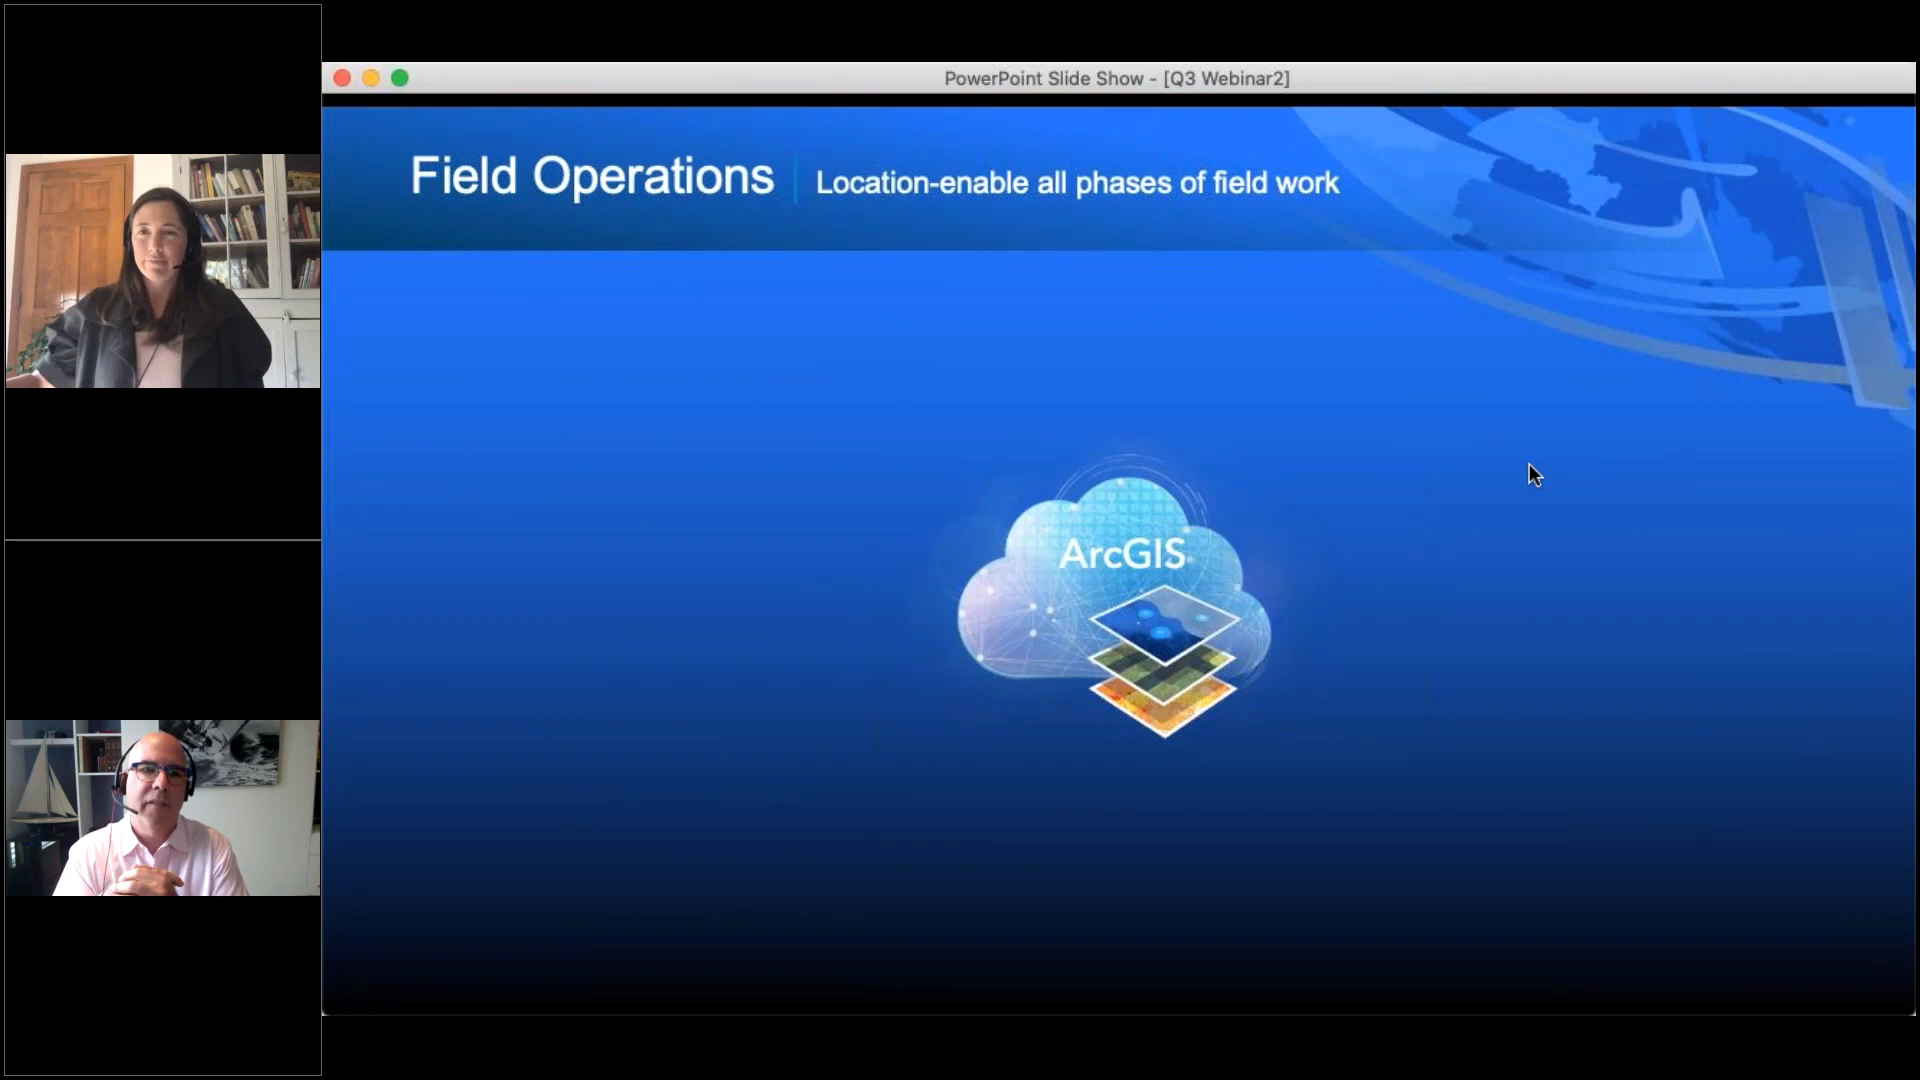 PowerPoint Slide Show - [Q3 Webinar2]
Field Operations
Location-enable all phases of field work
ArcGIS